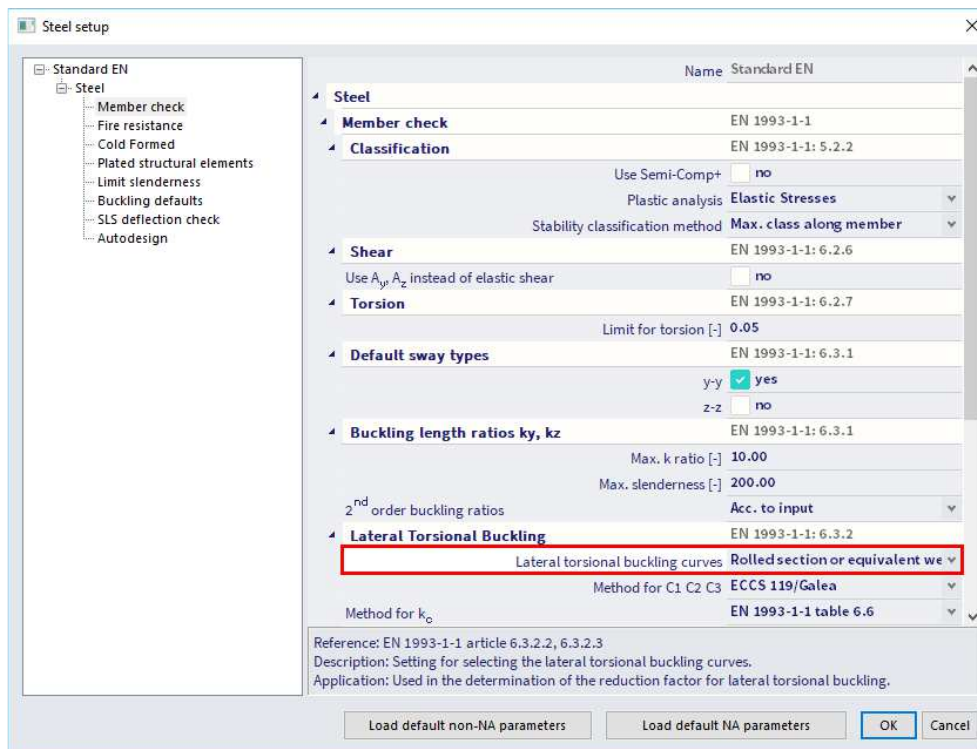 Steel setup
Standard EN
Steel
Member check
Fire resistance
Cold Formed
Plated structural elements
Limit slenderness
Buckling defaults
SLS deflection check
Autodesign
Name Standard EN
Steel
Member check EN 1993-1-1
Classification EN 1993-1-1: 5.2.2
Use Semi-Comp+ no
Plastic analysis Elastic Stresses
Stability classification method Max. class along member
Shear EN 1993-1-1: 6.2.6
Use Ay, Az instead of elastic shear no
Torsion EN 1993-1-1: 6.2.7
Limit for torsion [-] 0.05
Default sway types EN 1993-1-1: 6.3.1
y-y yes
z-z no
Buckling length ratios ky, kz EN 1993-1-1: 6.3.1
Max. k ratio [-] 10.00
Max. slenderness [-] 200.00
2nd order buckling ratios Acc. to input
Lateral Torsional Buckling EN 1993-1-1: 6.3.2
Lateral torsional buckling curves Rolled section or equivalent we
Method for C1 C2 C3 ECCS 119/Galea
Method for kc EN 1993-1-1 table 6.6
Reference: EN 1993-1-1 article 6.3.2.2, 6.3.2.3
Description: Setting for selecting the lateral torsional buckling curves.
Application: Used in the determination of the reduction factor for lateral torsional buckling.
Load default non-NA parameters Load default NA parameters OK Cancel